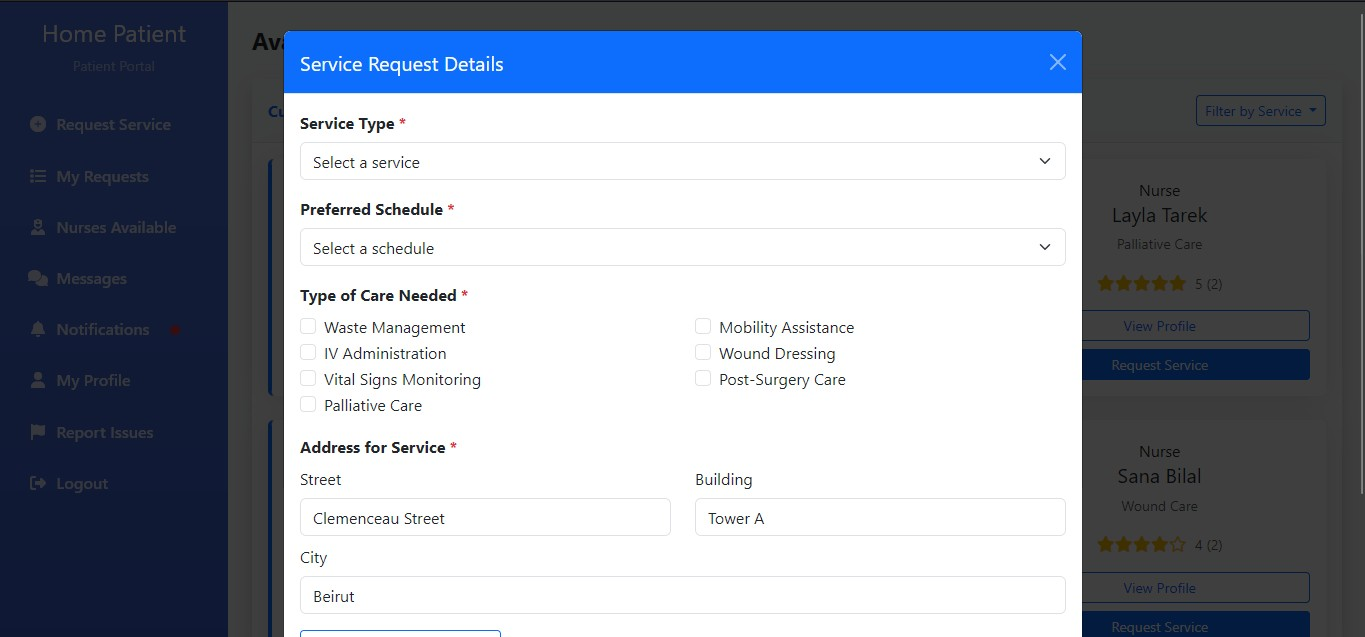 Home Patient
Patient Portal
Request Service
My Requests
Nurses Available
Messages
Notifications
My Profile
Report Issues
Logout
Service Request Details
Service Type *
Select a service
Preferred Schedule *
Select a schedule
Type of Care Needed *
Waste Management
Mobility Assistance
IV Administration
Wound Dressing
Vital Signs Monitoring
Post-Surgery Care
Palliative Care
Address for Service *
Street
Building
Clemenceau Street
Tower A
City
Beirut
Filter by Service
Nurse
Layla Tarek
Palliative Care
5 (2)
View Profile
Request Service
Nurse
Sana Bilal
Wound Care
4 (2)
View Profile
Request Service